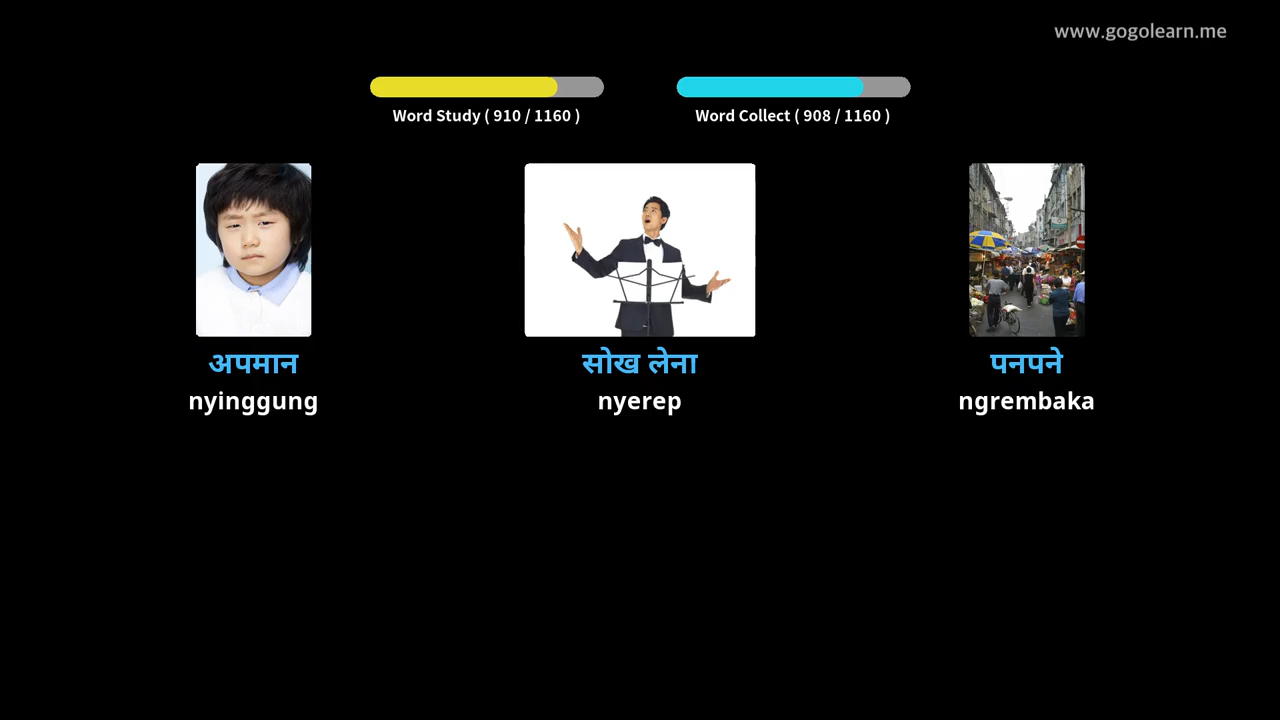 www.gogolearn.me
Word Study ( 910 / 1160 )
Word Collect ( 908 / 1160 )
अपमान
nyinggung
सोख लेना
nyerep
पनपने
ngrembaka